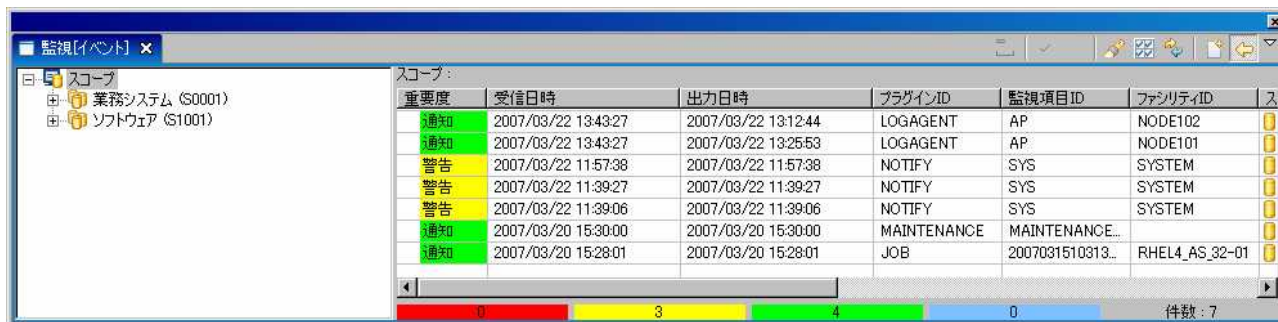 監視[イベント]
スコープ
業務システム (S0001)
ソフトウェア (S1001)
スコープ :
重要度 受信日時 出力日時 プラグインID 監視項目ID ファシリティID ス
通知 2007/03/22 13:43:27 2007/03/22 13:12:44 LOGAGENT AP NODE102
通知 2007/03/22 13:43:27 2007/03/22 13:25:53 LOGAGENT AP NODE101
警告 2007/03/22 11:57:38 2007/03/22 11:57:38 NOTIFY SYS SYSTEM
警告 2007/03/22 11:39:27 2007/03/22 11:39:27 NOTIFY SYS SYSTEM
警告 2007/03/22 11:39:06 2007/03/22 11:39:06 NOTIFY SYS SYSTEM
通知 2007/03/20 15:30:00 2007/03/20 15:30:00 MAINTENANCE MAINTENANCE...
通知 2007/03/20 15:28:01 2007/03/20 15:28:01 JOB 2007031510313... RHEL4_AS_32-01
0 3 4 0 件数 : 7